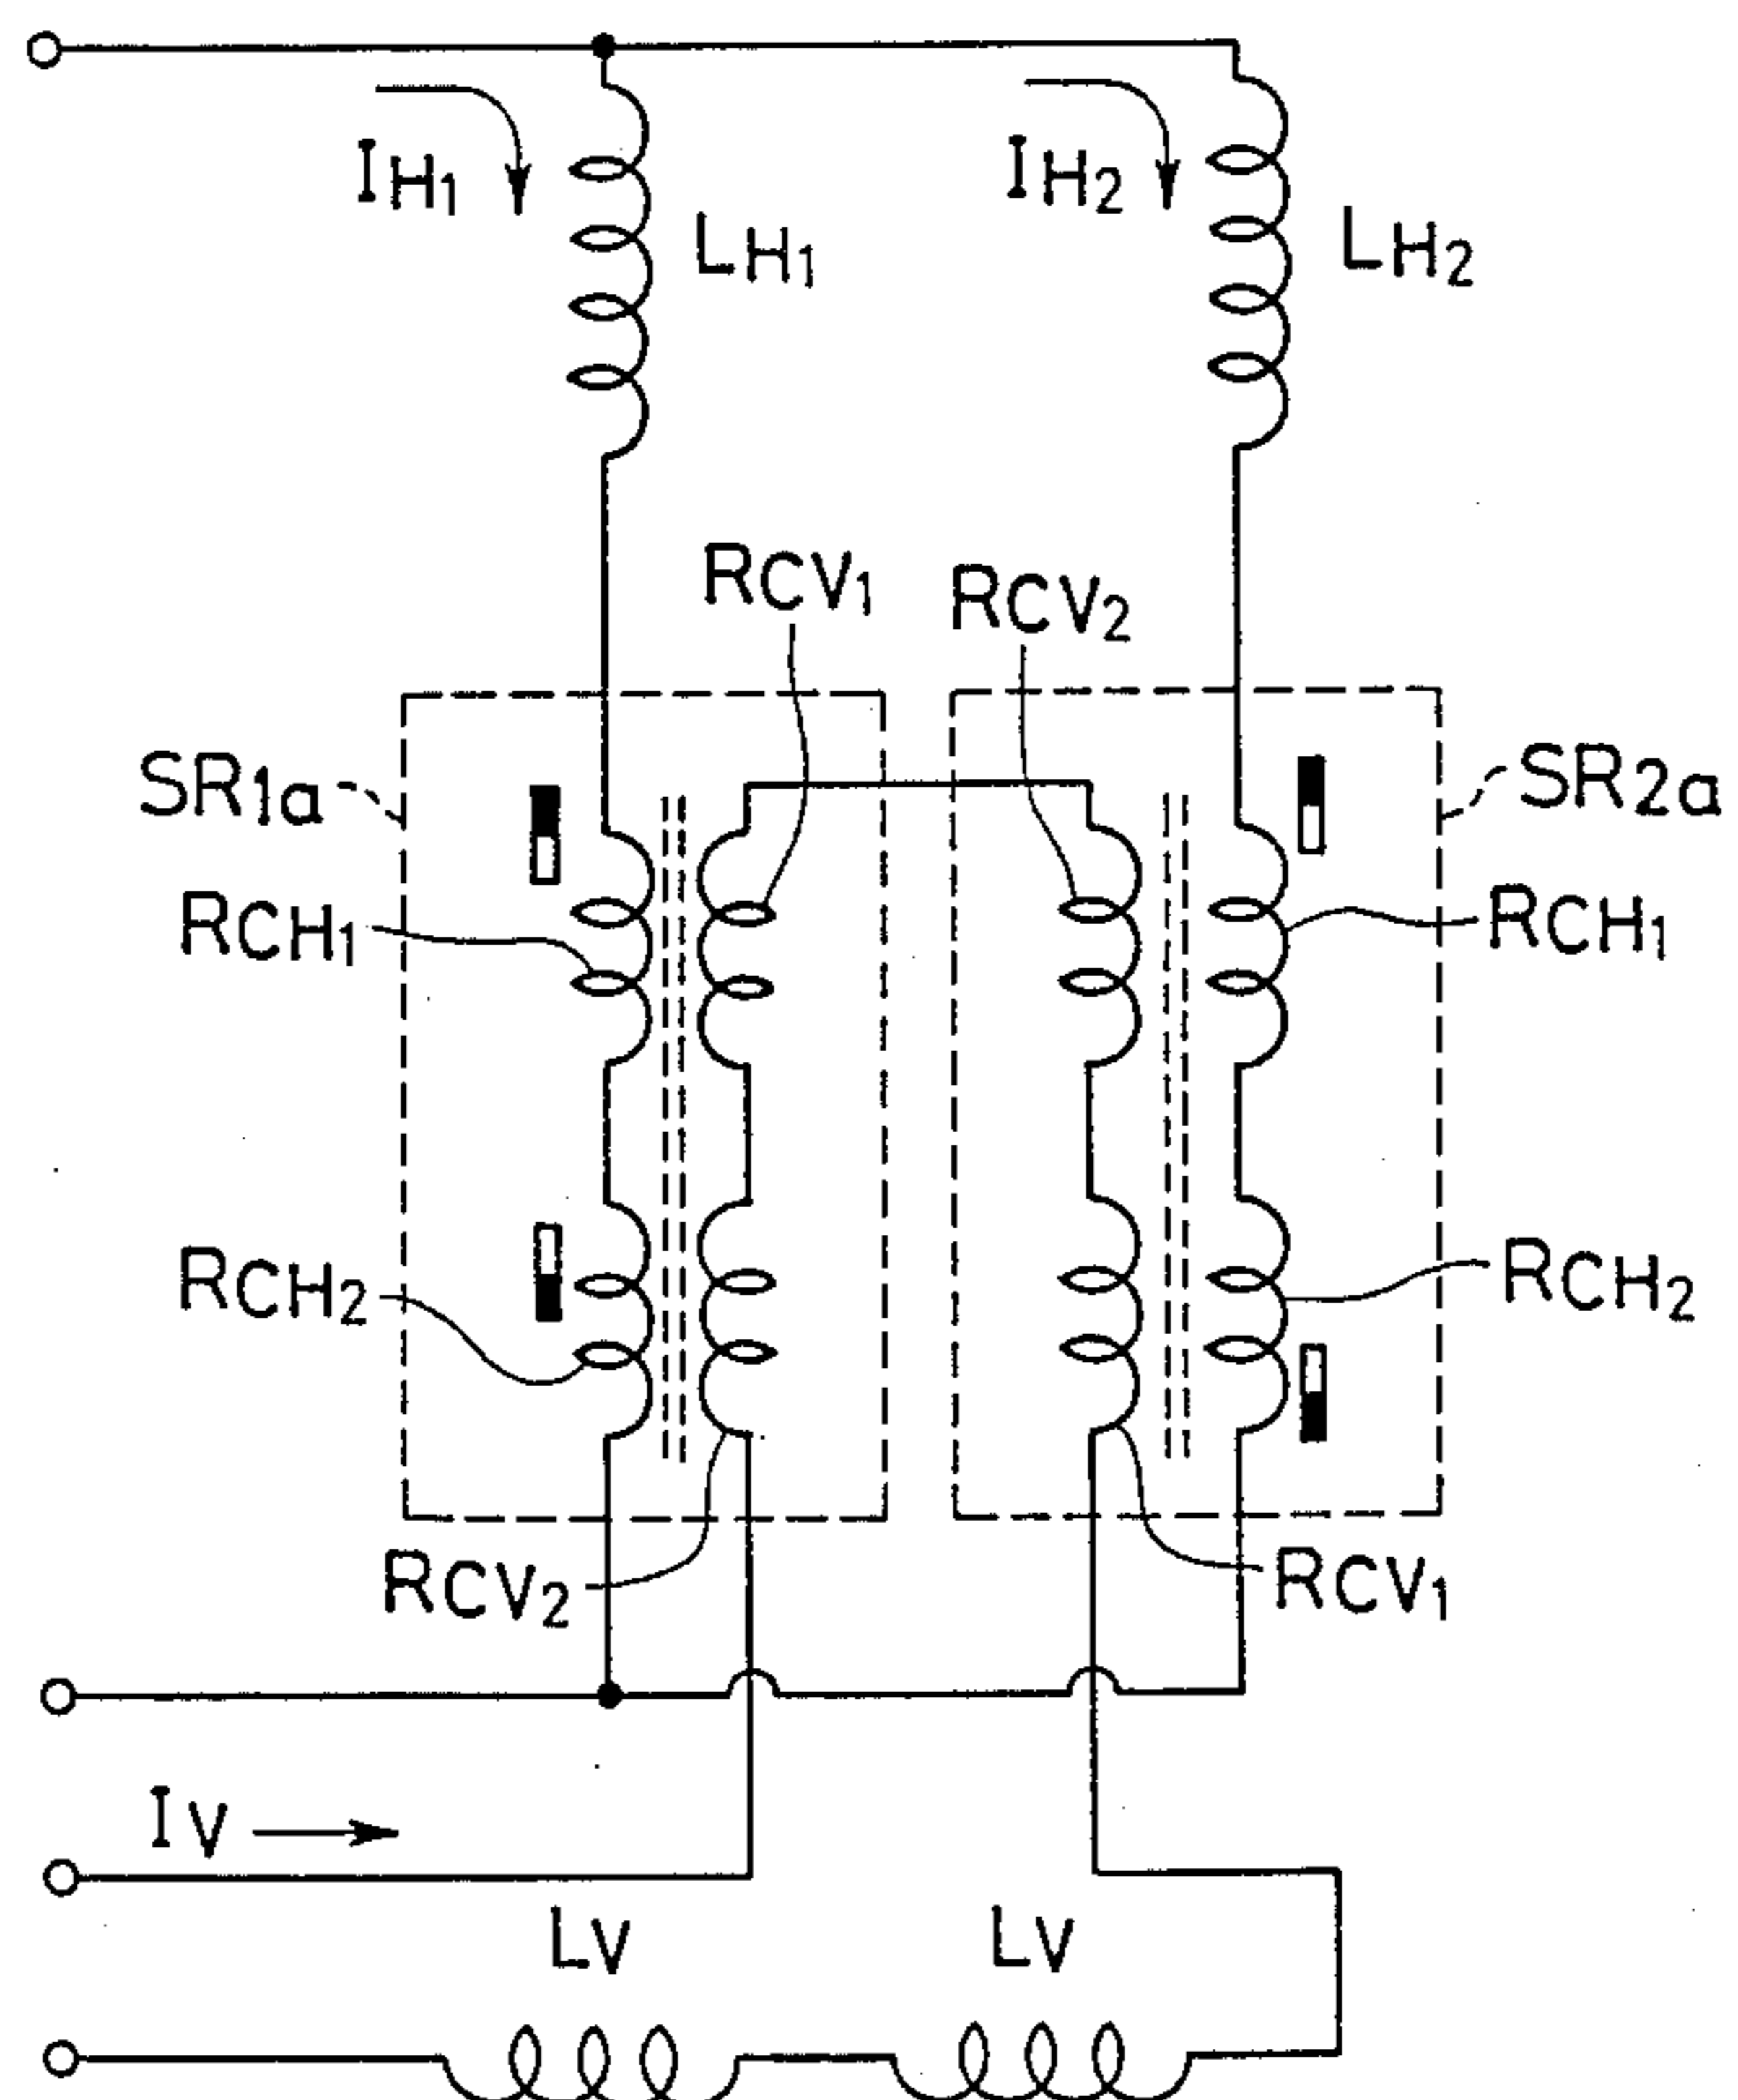 IH1
IH2
LH1
LH2
RCV1
RCV2
SR1a
SR2a
RCH1
RCH1
RCH2
RCH2
RCV2
RCV1
IV
LV
LV